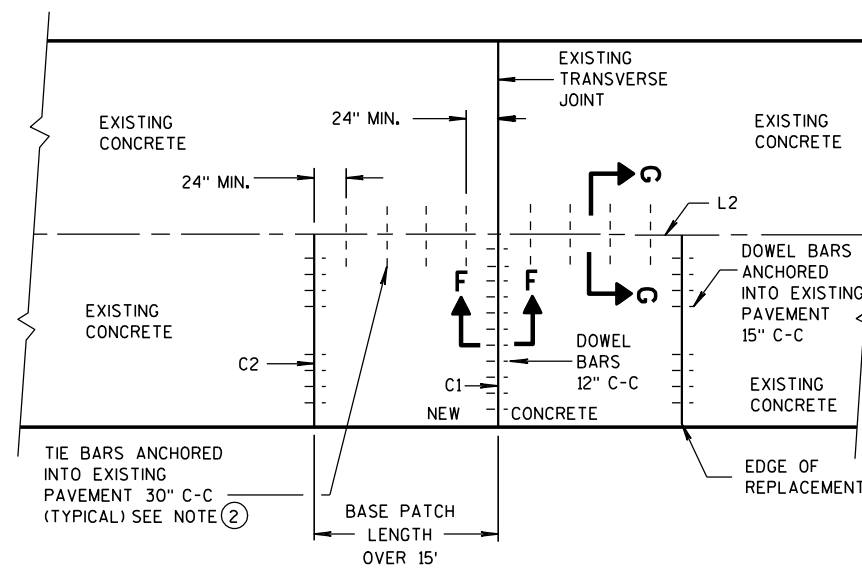 EXISTING
TRANSVERSE
JOINT
EXISTING
CONCRETE
24" MIN.
EXISTING
CONCRETE
24" MIN.
G
L2
DOWEL BARS
ANCHORED
INTO EXISTING
PAVEMENT
15" C-C
EXISTING
CONCRETE
F
F
G
DOWEL
BARS
12" C-C
C2
C1
EXISTING
CONCRETE
NEW CONCRETE
TIE BARS ANCHORED
INTO EXISTING
PAVEMENT 30" C-C
(TYPICAL) SEE NOTE 2
BASE PATCH
LENGTH
OVER 15'
EDGE OF
REPLACEMENT